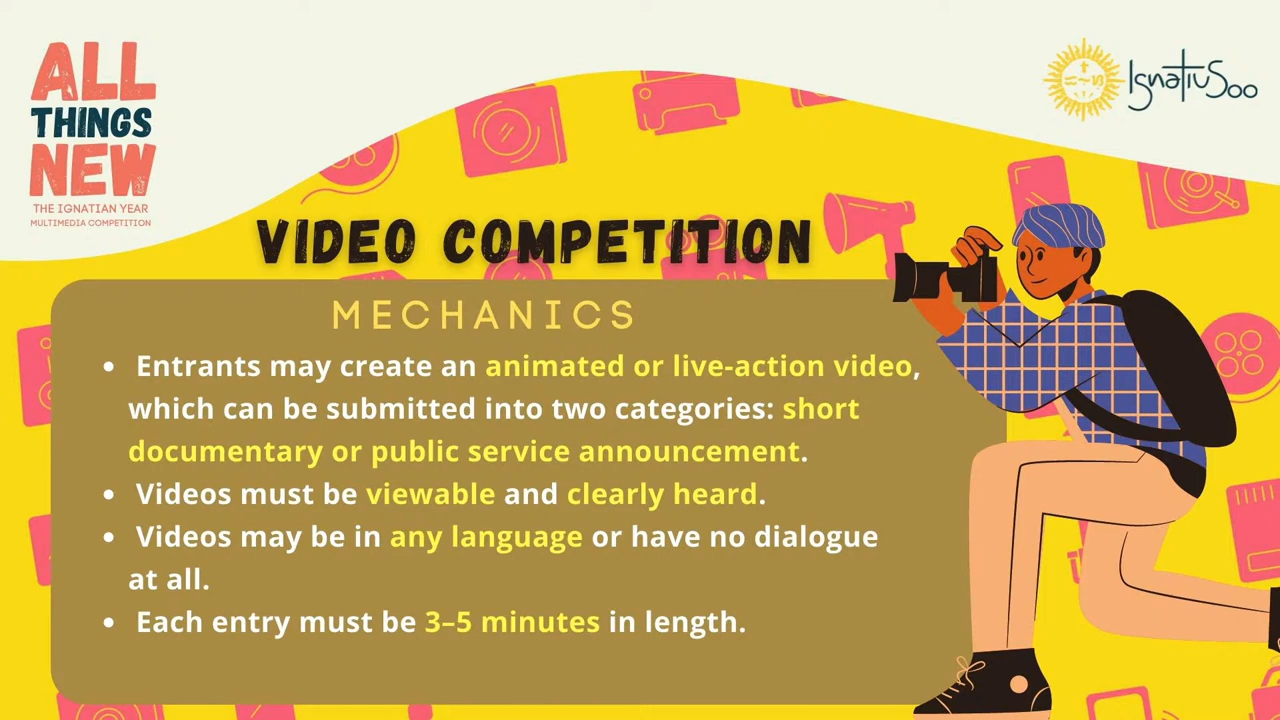 ALL
THINGS
NEW
THE IGNATIAN YEAR
MULTIMEDIA COMPETITION
IgnatiuS500
VIDEO COMPETITION
MECHANICS
• Entrants may create an animated or live-action video,
which can be submitted into two categories: short
documentary or public service announcement.
• Videos must be viewable and clearly heard.
• Videos may be in any language or have no dialogue
at all.
• Each entry must be 3–5 minutes in length.